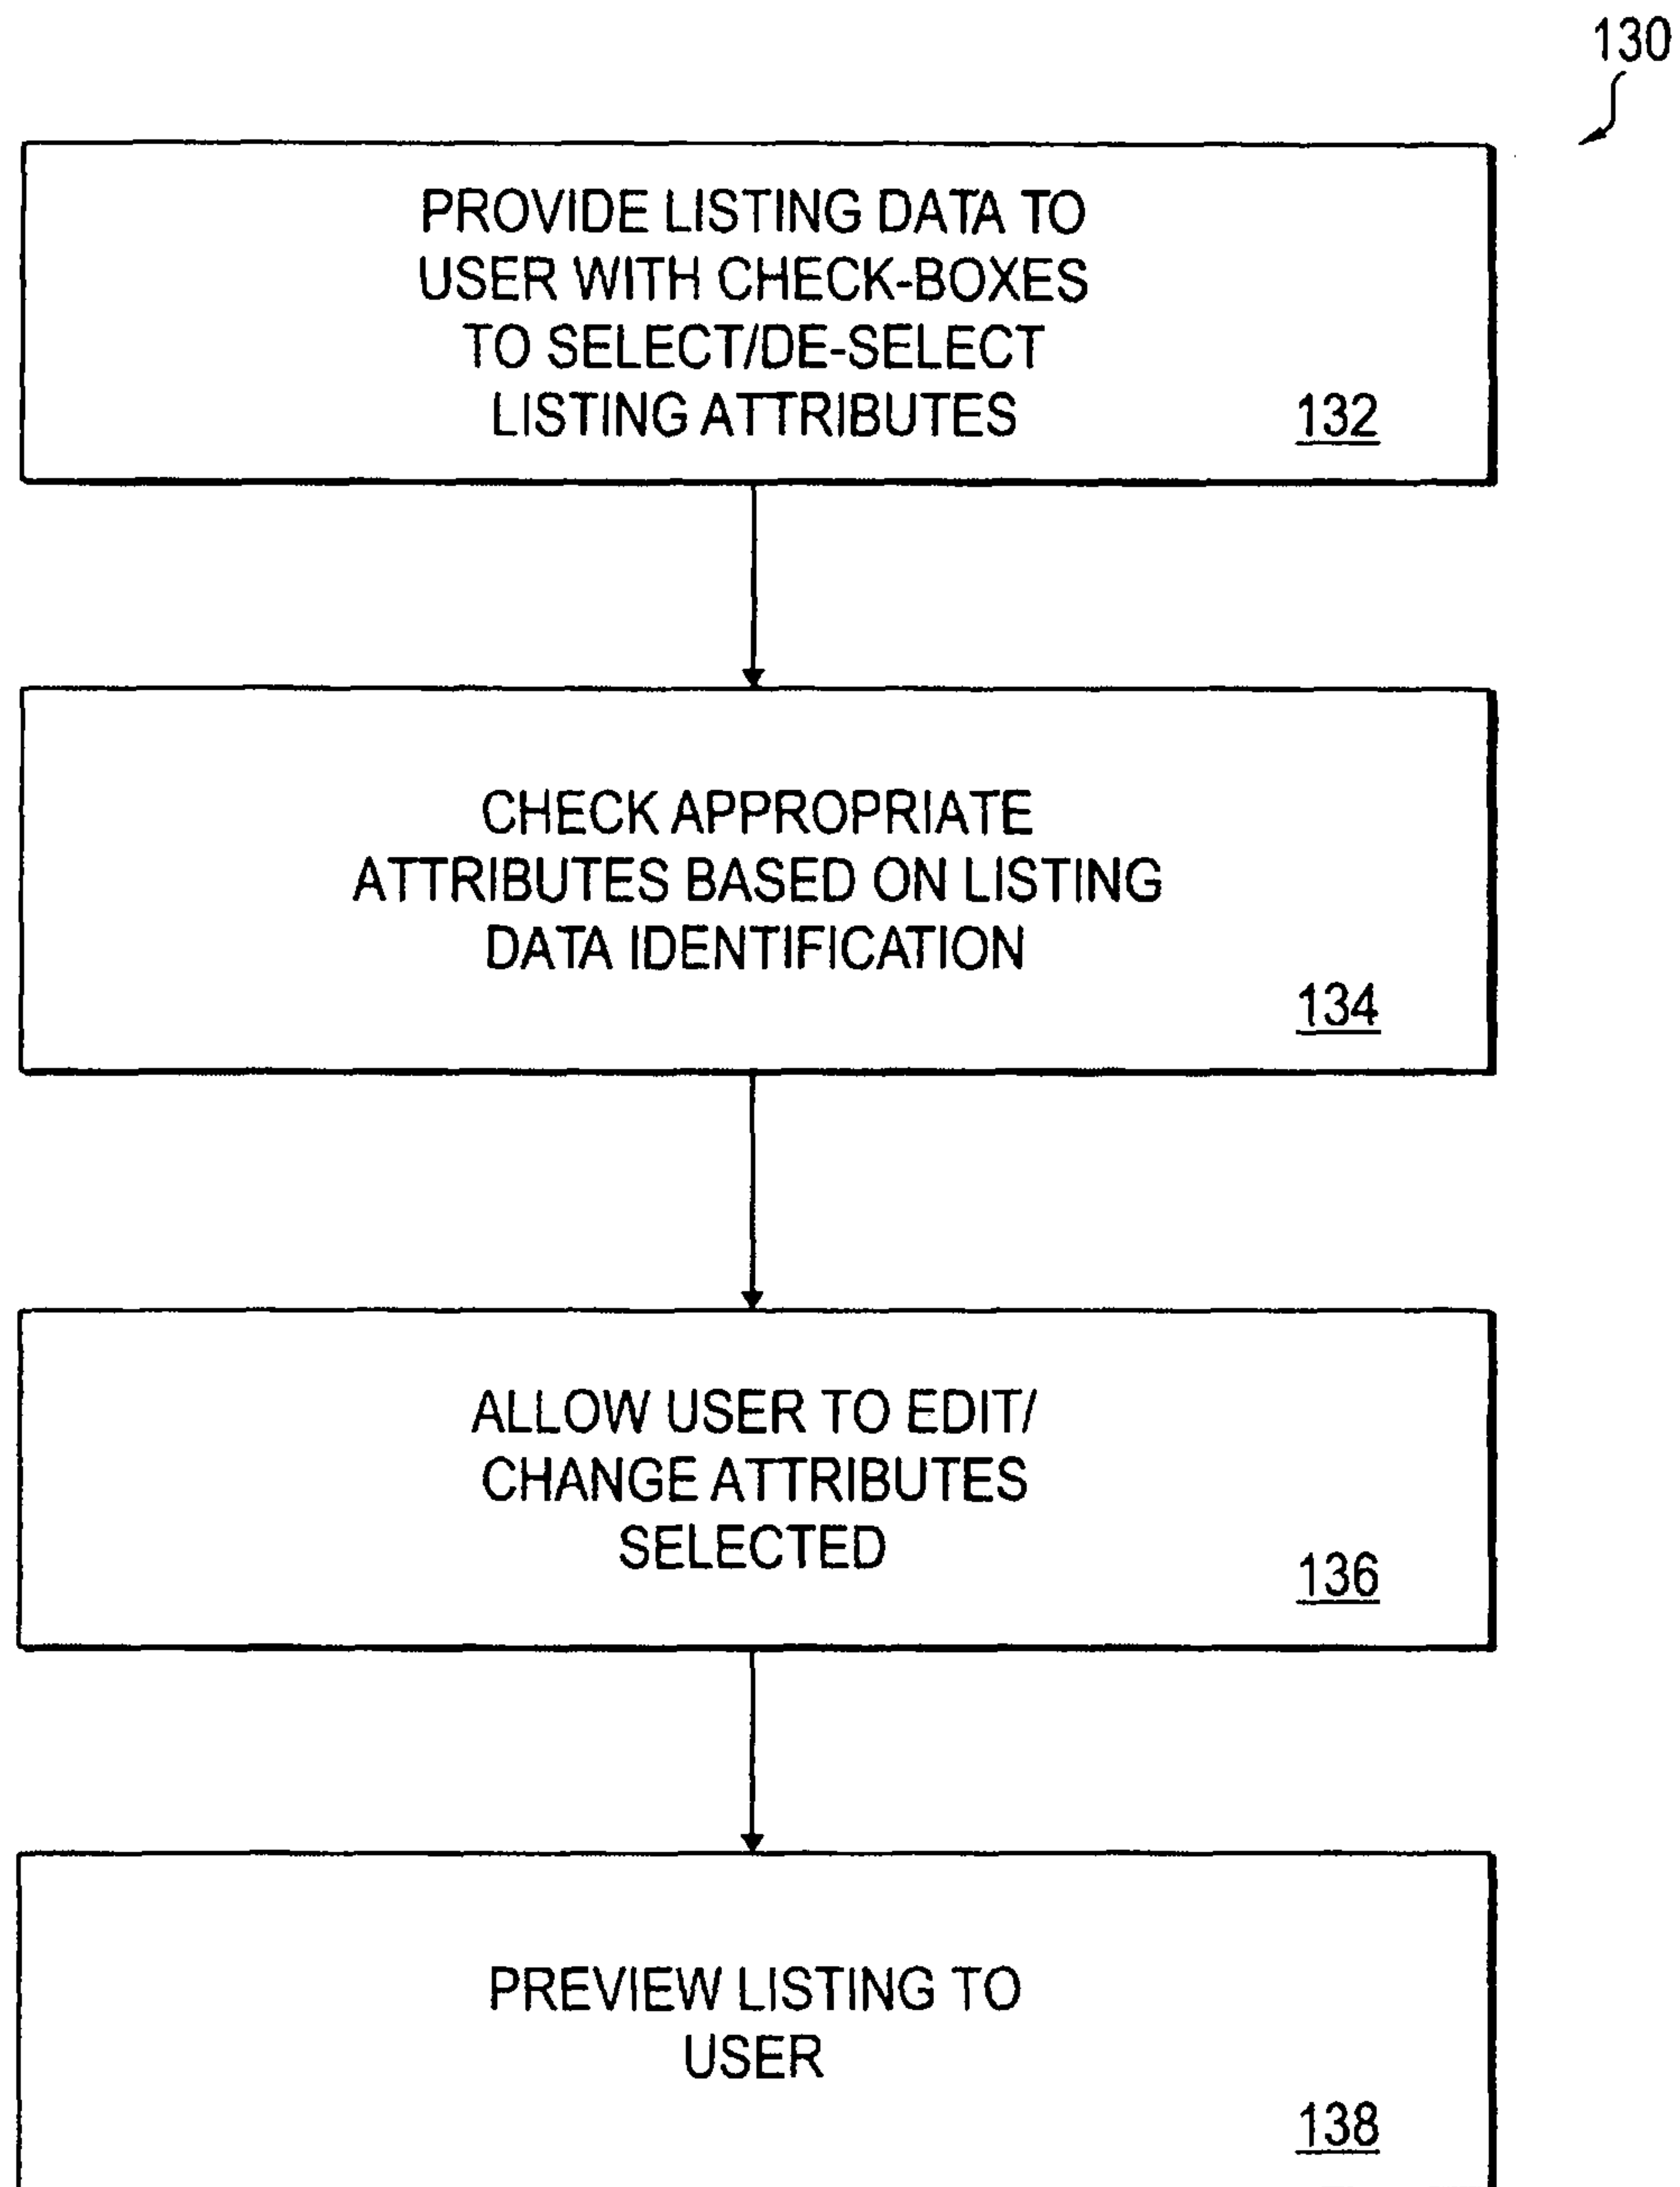 130
PROVIDE LISTING DATA TO
USER WITH CHECK-BOXES
TO SELECT/DE-SELECT
LISTING ATTRIBUTES
132
CHECK APPROPRIATE
ATTRIBUTES BASED ON LISTING
DATA IDENTIFICATION
134
ALLOW USER TO EDIT/
CHANGE ATTRIBUTES
SELECTED
136
PREVIEW LISTING TO
USER
138